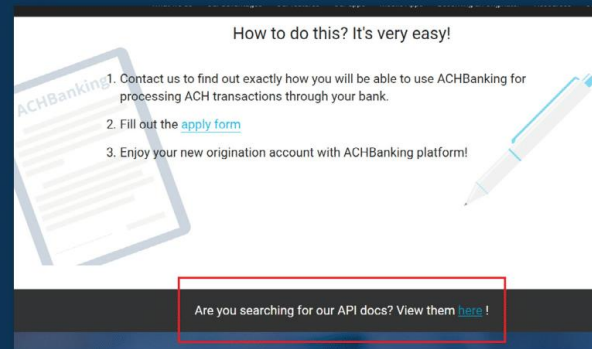 How to do this? It's very easy!
ACHBanking
1. Contact us to find out exactly how you will be able to use ACHBanking for
processing ACH transactions through your bank.
2. Fill out the apply form
3. Enjoy your new origination account with ACHBanking platform!
Are you searching for our API docs? View them here !